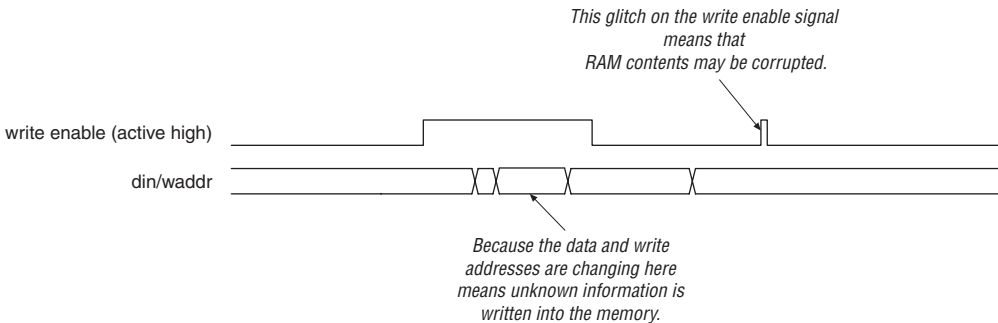 This glitch on the write enable signal
means that
RAM contents may be corrupted.
write enable (active high)
din/waddr
Because the data and write
addresses are changing here
means unknown information is
written into the memory.